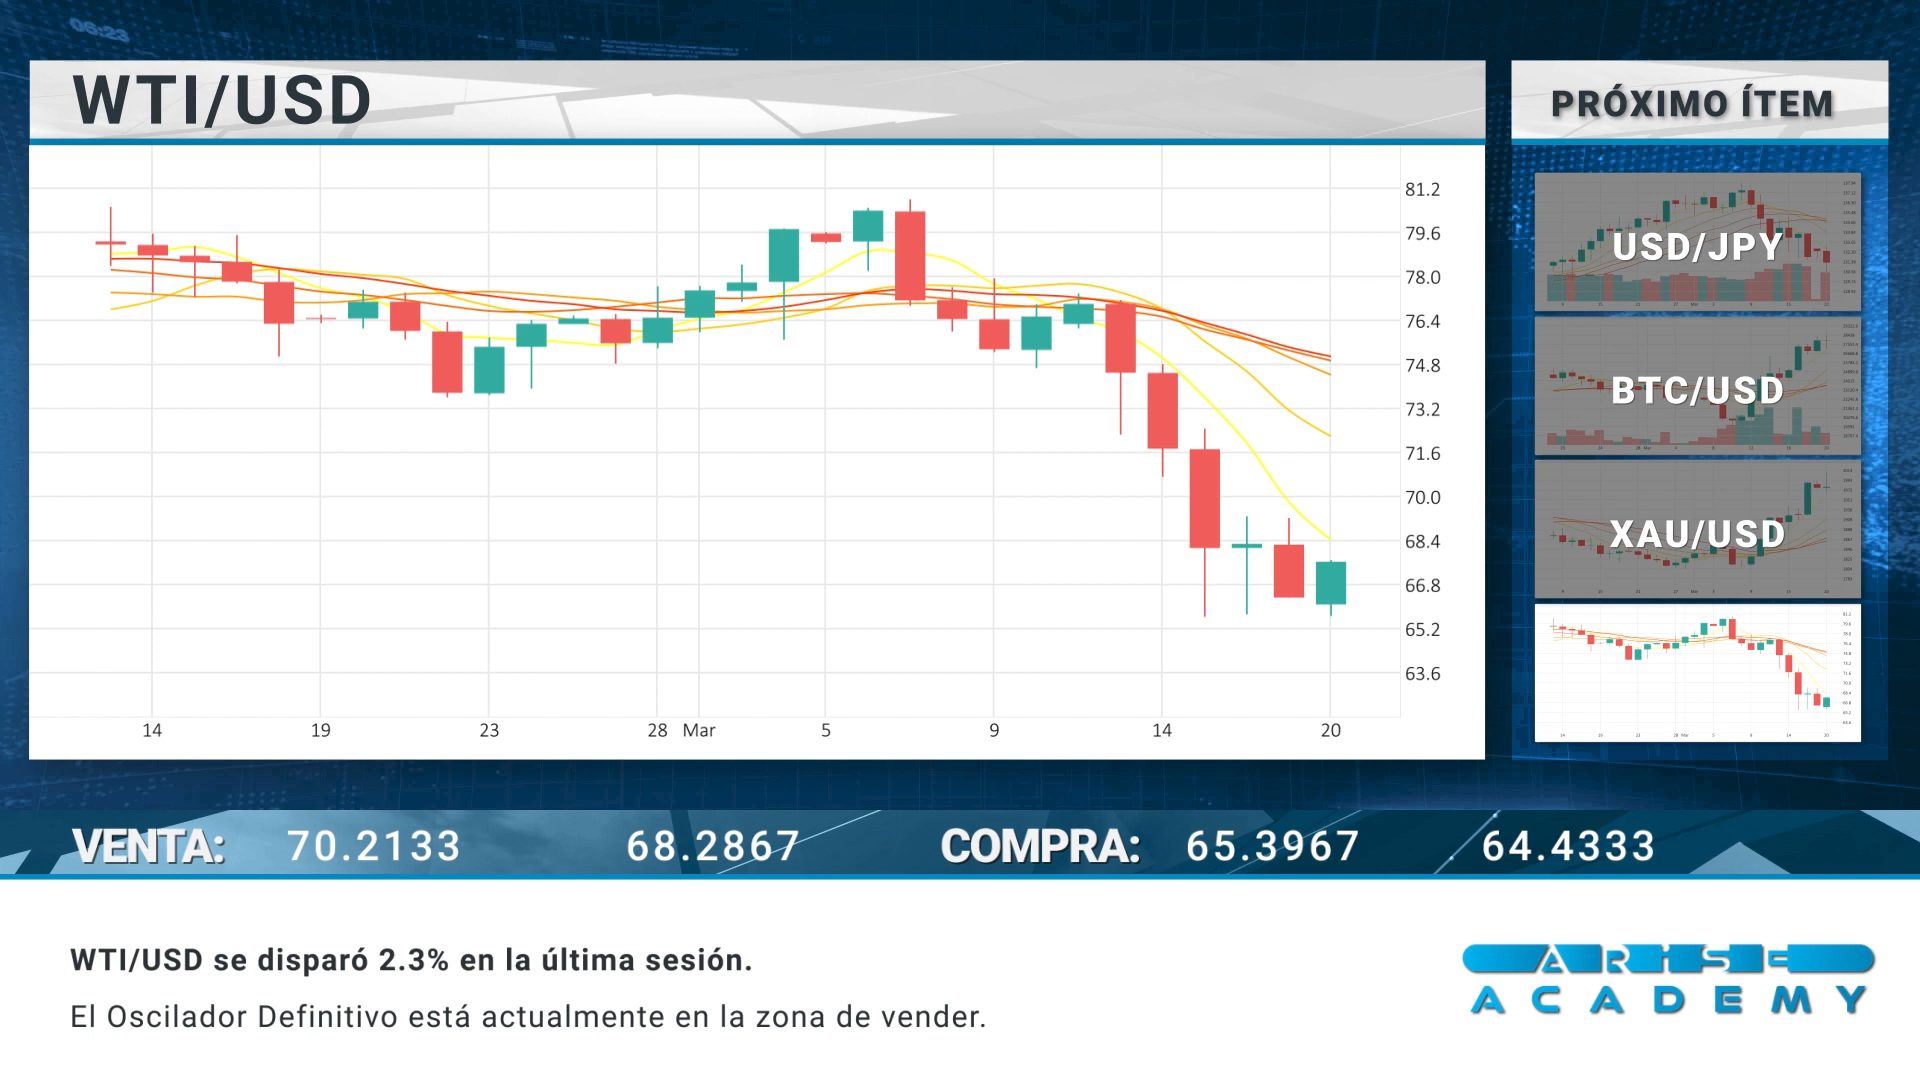 06:23
WTI/USD
PRÓXIMO ÍTEM
81.2
79.6
78.0
76.4
74.8
73.2
71.6
70.0
68.4
66.8
65.2
63.6
14 19 23 28 Mar 5 9 14 20
USD/JPY
BTC/USD
XAU/USD
VENTA: 70.2133 68.2867 COMPRA: 65.3967 64.4333
WTI/USD se disparó 2.3% en la última sesión.
El Oscilador Definitivo está actualmente en la zona de vender.
ARISE
ACADEMY